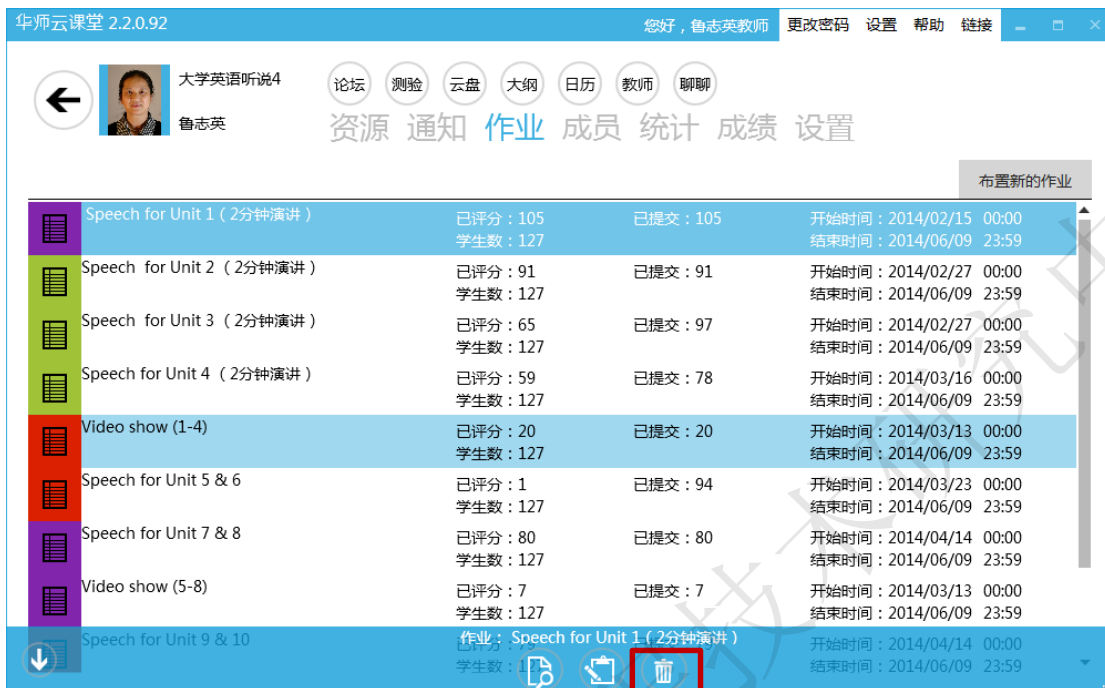 华师云课堂 2.2.0.92
您好，鲁志英教师 更改密码 设置 帮助 链接
大学英语听说4
鲁志英
论坛 测验 云盘 大纲 日历 教师 聊聊
资源 通知 作业 成员 统计 成绩 设置
布置新的作业
Speech for Unit 1（2分钟演讲） 已评分：105 已提交：105 开始时间：2014/02/15 00:00
学生数：127 结束时间：2014/06/09 23:59
Speech for Unit 2（2分钟演讲） 已评分：91 已提交：91 开始时间：2014/02/27 00:00
学生数：127 结束时间：2014/06/09 23:59
Speech for Unit 3（2分钟演讲） 已评分：65 已提交：97 开始时间：2014/02/27 00:00
学生数：127 结束时间：2014/06/09 23:59
Speech for Unit 4（2分钟演讲） 已评分：59 已提交：78 开始时间：2014/03/16 00:00
学生数：127 结束时间：2014/06/09 23:59
Video show (1-4) 已评分：20 已提交：20 开始时间：2014/03/13 00:00
学生数：127 结束时间：2014/06/09 23:59
Speech for Unit 5 & 6 已评分：1 已提交：94 开始时间：2014/03/23 00:00
学生数：127 结束时间：2014/06/09 23:59
Speech for Unit 7 & 8 已评分：80 已提交：80 开始时间：2014/04/14 00:00
学生数：127 结束时间：2014/06/09 23:59
Video show (5-8) 已评分：7 已提交：7 开始时间：2014/03/13 00:00
学生数：127 结束时间：2014/06/09 23:59
作业： Speech for Unit 1（2分钟演讲）
Speech for Unit 9 & 10 开始时间：2014/04/14 00:00
结束时间：2014/06/09 23:59
技术研究中